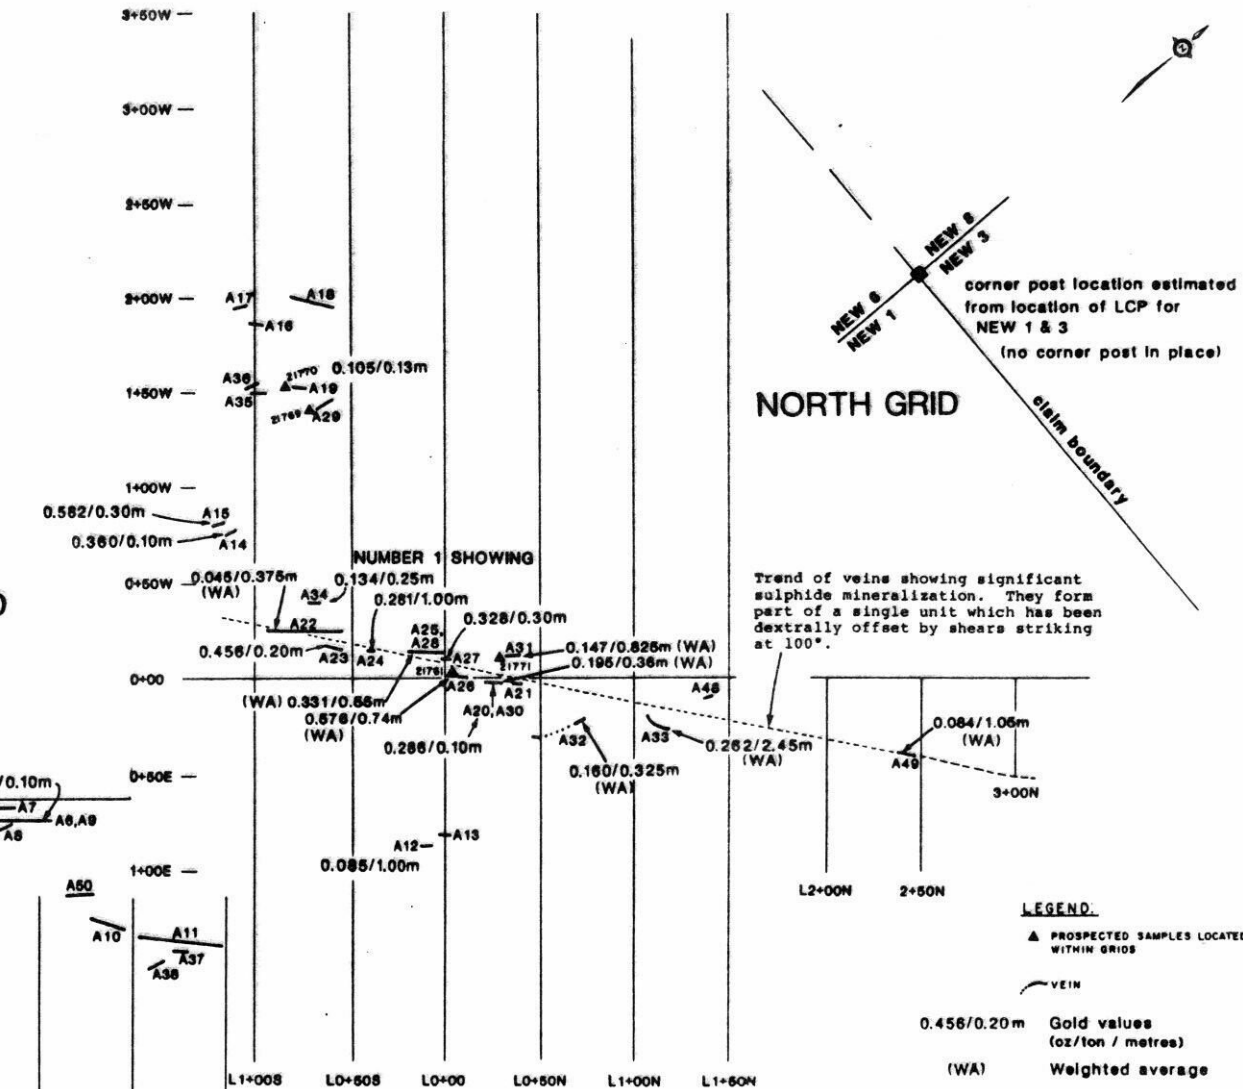 3+50W
3+00W
2+50W
2+00W
1+50W
1+00W
0+50W
0+00
0+50E
1+00E
NEW 8
NEW 3
NEW 6
NEW 1
corner post location estimated
from location of LCP for
NEW 1 & 3
(no corner post in place)
NORTH GRID
claim boundary
A17
A18
A16
21770
0.105/0.13m
A36
A19
A35
21769
A29
0.582/0.30m
A15
0.360/0.10m
A14
NUMBER 1 SHOWING
0.045/0.375m
(WA)
A34
0.134/0.25m
0.281/1.00m
A22
A25,
A28
0.328/0.30m
0.456/0.20m
A23
A24
A27
A31
0.147/0.825m (WA)
21771
0.195/0.36m (WA)
21761
A26
A21
(WA) 0.331/0.55m
0.576/0.74m
(WA)
A20,A30
0.286/0.10m
A48
Trend of veins showing significant
sulphide mineralization. They form
part of a single unit which has been
dextrally offset by shears striking
at 100°.
A32
0.160/0.325m
(WA)
A33
0.262/2.45m
(WA)
0.084/1.05m
(WA)
A49
3+00N
/0.10m
A7
A6,A9
A8
A12
A13
0.085/1.00m
A50
A10
A11
A37
A38
L2+00N
2+50N
L1+00S
L0+50S
L0+00
L0+50N
L1+00N
L1+50N
LEGEND:
PROSPECTED SAMPLES LOCATED
WITHIN GRIDS
VEIN
0.456/0.20m Gold values
(oz/ton / metres)
(WA) Weighted average